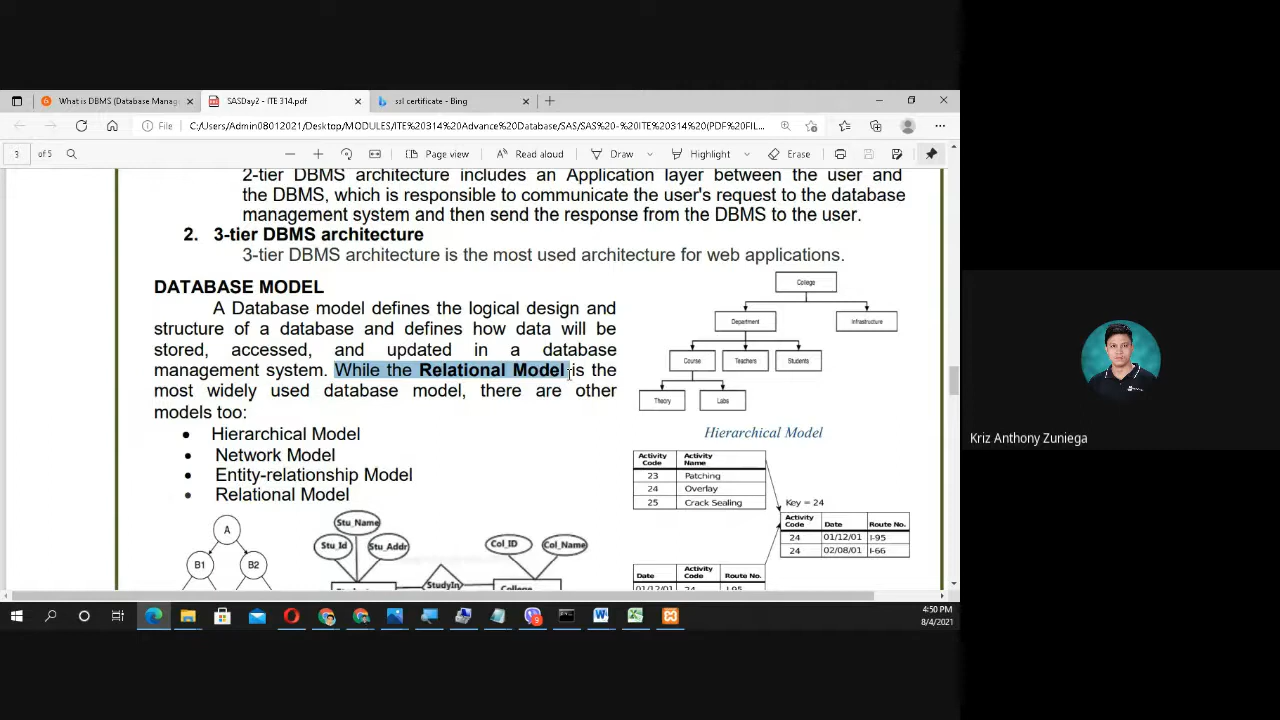 What is DBMS (Database Manag
SASDay2 - ITE 314.pdf
ssl certificate - Bing
File
C:/Users/Admin08012021/Desktop/MODULES/ITE%20314%20Advance%20Database/SAS/SAS%20-%20ITE%20314%20(PDF%20FIL...
3 of 5
Page view
Read aloud
Draw
Highlight
Erase
2-tier DBMS architecture includes an Application layer between the user and
the DBMS, which is responsible to communicate the user's request to the database
management system and then send the response from the DBMS to the user.
2. 3-tier DBMS architecture
3-tier DBMS architecture is the most used architecture for web applications.
DATABASE MODEL
A Database model defines the logical design and
structure of a database and defines how data will be
stored, accessed, and updated in a database
management system. While the Relational Model is the
most widely used database model, there are other
models too:
• Hierarchical Model
• Network Model
• Entity-relationship Model
• Relational Model
College
Department
Infrastructure
Course
Teachers
Students
Theory
Labs
Hierarchical Model
Activity Code Activity Name
23 Patching
24 Overlay
25 Crack Sealing
Key = 24
Activity Code Date Route No.
24 01/12/01 I-95
24 02/08/01 I-66
Date Activity Code Route No.
01/12/01 24 I-95
A
B1
B2
Stu_Name
Stu_Id
Stu_Addr
StudyIn
Col_ID
Col_Name
College
9
4:50 PM
8/4/2021
Kriz Anthony Zuniega